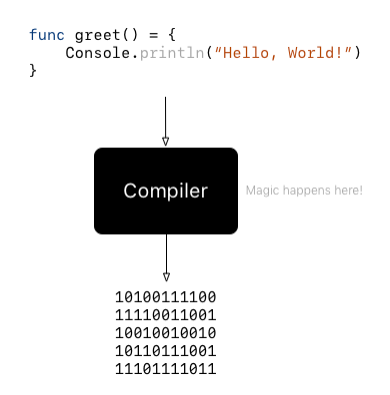 func greet() = {
Console.println(“Hello, World!”)
}
Compiler
Magic happens here!
10100111100
11110011001
10010010010
10110111001
11101111011